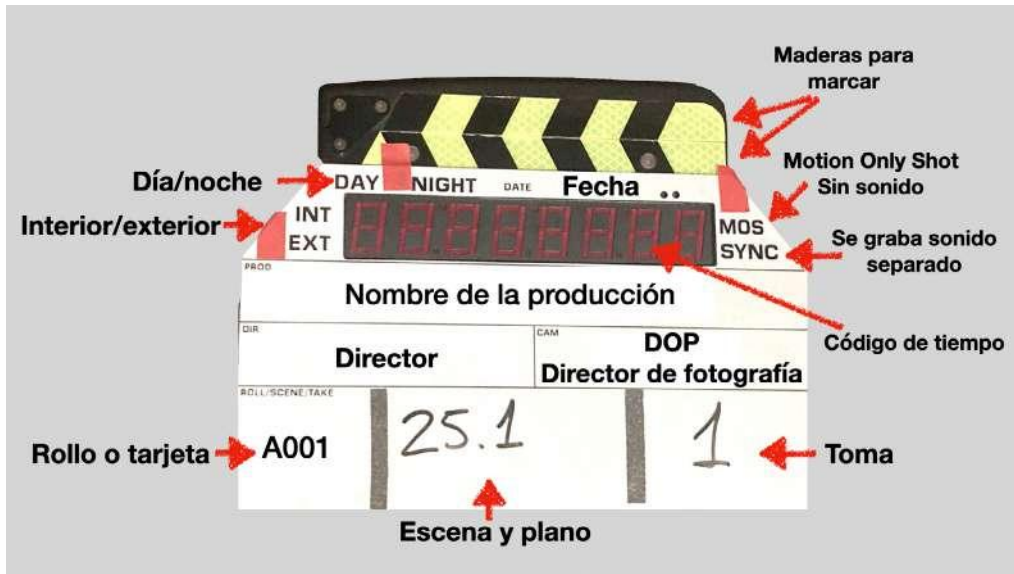 Maderas para
marcar
Motion Only Shot
Sin sonido
Día/noche
DAY NIGHT DATE Fecha
Interior/exterior
INT
EXT
MOS
SYNC
Se graba sonido
separado
PROD
Nombre de la producción
Código de tiempo
DIR
Director
CAM
DOP
Director de fotografía
ROLL/SCENE/TAKE
Rollo o tarjeta
A001
25.1
1
Toma
Escena y plano